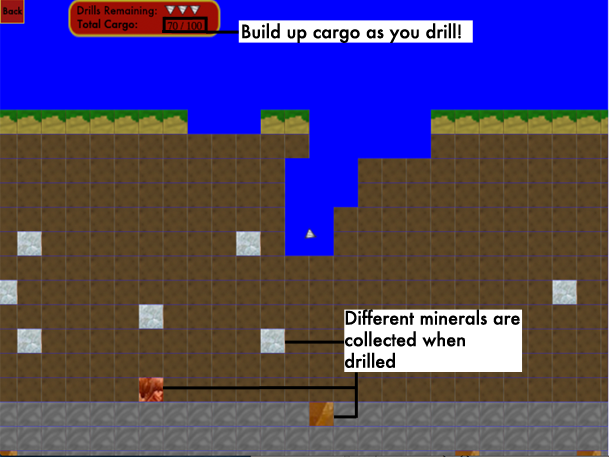 Back
Drills Remaining:
Total Cargo: 70 / 100
Build up cargo as you drill!
Different minerals are
collected when
drilled